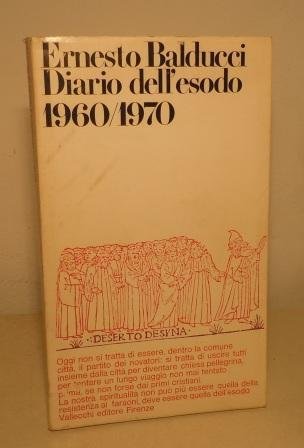 Ernesto Balducci
Diario dell'esodo
1960/1970
DESERTO DESINA
Oggi non si tratta di essere, dentro la comune
città, il partito dei novatori: si tratta di uscire tutti
insieme dalla città per diventare chiesa pellegrina,
per tentare un lungo viaggio non mai tentato
prima, se non forse dai primi cristiani.
La nostra spiritualità non può più essere quella della
resistenza ai faraoni, deve essere quella dell'esodo
Vallecchi editore Firenze